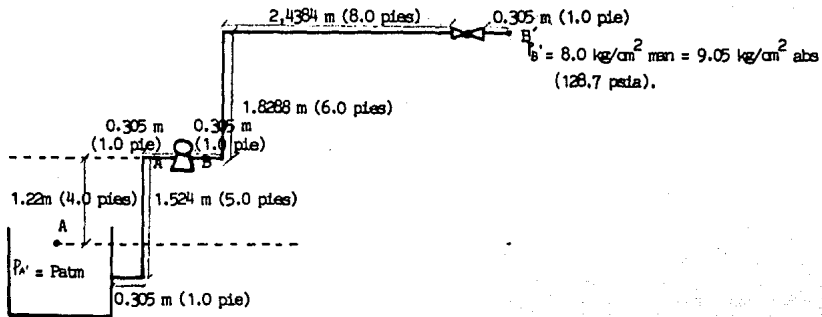 2,4384 m (8.0 pies)
0.305 m (1.0 pie)
B'
P_B' = 8.0 kg/cm² man = 9.05 kg/cm² abs
(128.7 psia).
1.8288 m (6.0 pies)
0.305 m
(1.0 pie)
0.305 m
(1.0 pie)
A
B
1.22m (4.0 pies)
1.524 m (5.0 pies)
A
P_A' = Patm
0.305 m (1.0 pie)